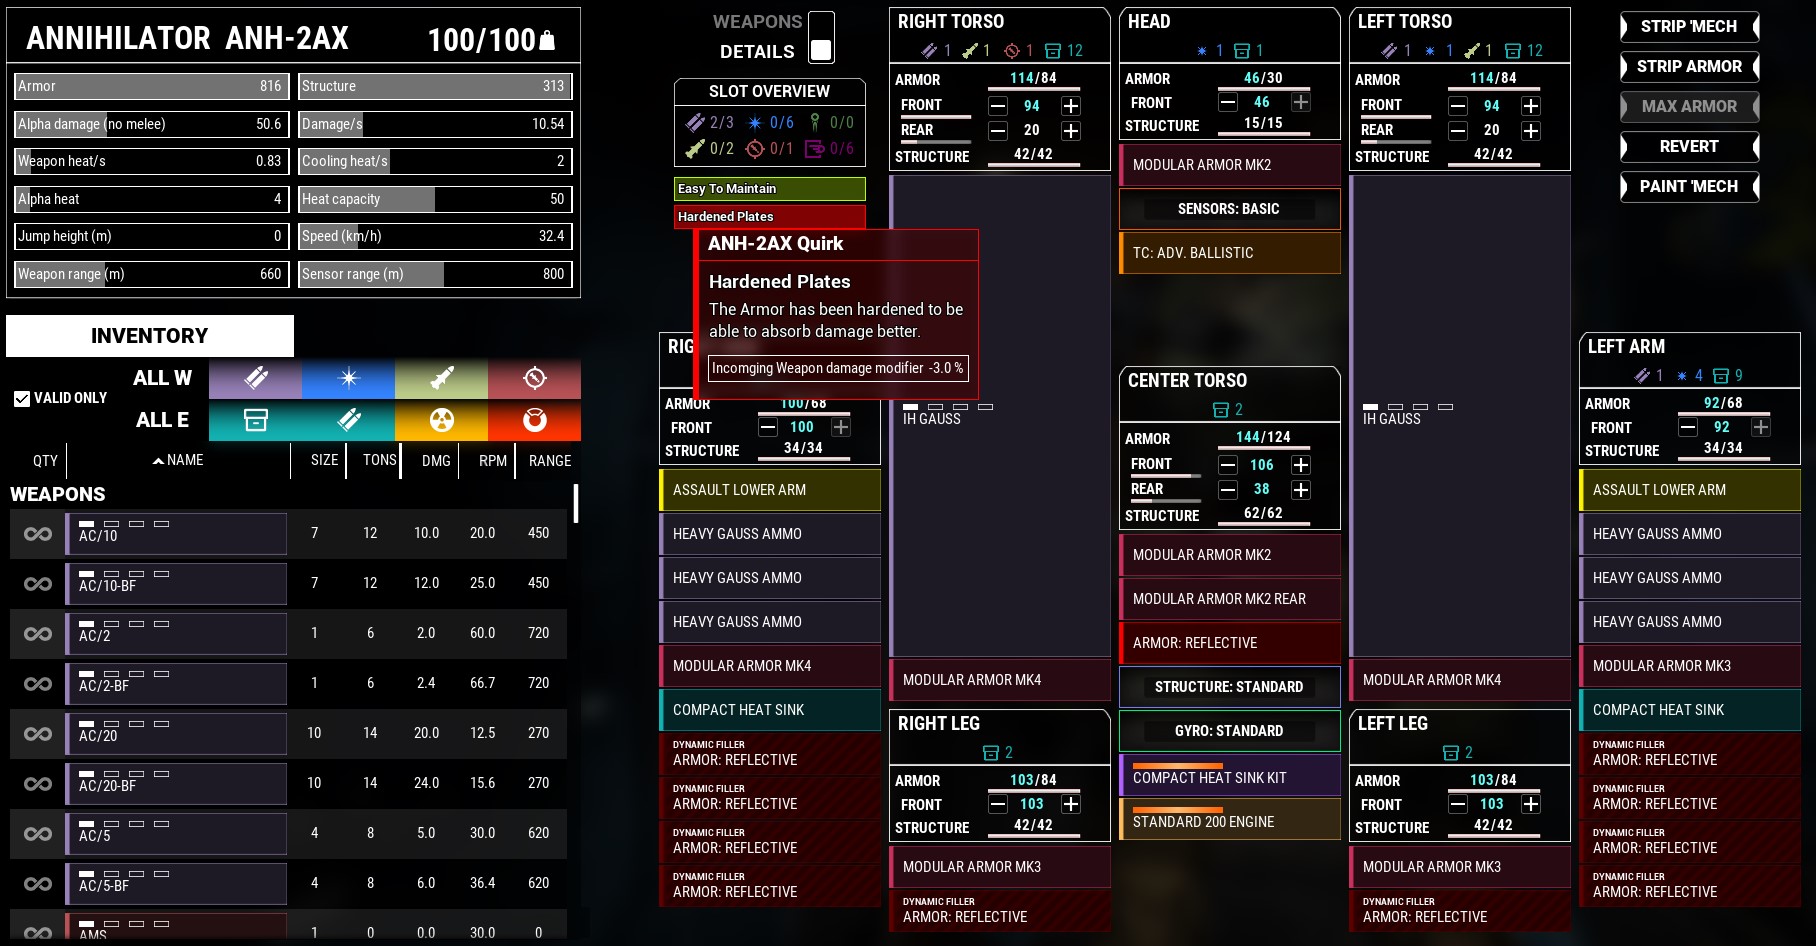 ANNIHILATOR ANH-2AX 100/100
Armor 816
Structure 313
Alpha damage (no melee) 50.6
Damage/s 10.54
Weapon heat/s 0.83
Cooling heat/s 2
Alpha heat 4
Heat capacity 50
Jump height (m) 0
Speed (km/h) 32.4
Weapon range (m) 660
Sensor range (m) 800
INVENTORY
ALL W
VALID ONLY
ALL E
QTY NAME SIZE TONS DMG RPM RANGE
WEAPONS
AC/10 7 12 10.0 20.0 450
AC/10-BF 7 12 12.0 25.0 450
AC/2 1 6 2.0 60.0 720
AC/2-BF 1 6 2.4 66.7 720
AC/20 10 14 20.0 12.5 270
AC/20-BF 10 14 24.0 15.6 270
AC/5 4 8 5.0 30.0 620
AC/5-BF 4 8 6.0 36.4 620
AMS 1 0 0.0 30.0 0
WEAPONS
DETAILS
SLOT OVERVIEW
2/3 0/6 0/0
0/2 0/1 0/6
Easy To Maintain
Hardened Plates
ANH-2AX Quirk
Hardened Plates
The Armor has been hardened to be
able to absorb damage better.
Incomging Weapon damage modifier -3.0 %
RIG
ARMOR 100/68
FRONT 100
STRUCTURE 34/34
ASSAULT LOWER ARM
HEAVY GAUSS AMMO
HEAVY GAUSS AMMO
HEAVY GAUSS AMMO
MODULAR ARMOR MK4
COMPACT HEAT SINK
DYNAMIC FILLER
ARMOR: REFLECTIVE
DYNAMIC FILLER
ARMOR: REFLECTIVE
DYNAMIC FILLER
ARMOR: REFLECTIVE
DYNAMIC FILLER
ARMOR: REFLECTIVE
RIGHT TORSO
1 1 1 12
ARMOR 114/84
FRONT 94
REAR 20
STRUCTURE 42/42
IH GAUSS
MODULAR ARMOR MK4
RIGHT LEG
2
ARMOR 103/84
FRONT 103
STRUCTURE 42/42
MODULAR ARMOR MK3
DYNAMIC FILLER
ARMOR: REFLECTIVE
HEAD
1 1
ARMOR 46/30
FRONT 46
STRUCTURE 15/15
MODULAR ARMOR MK2
SENSORS: BASIC
TC: ADV. BALLISTIC
CENTER TORSO
2
ARMOR 144/124
FRONT 106
REAR 38
STRUCTURE 62/62
MODULAR ARMOR MK2
MODULAR ARMOR MK2 REAR
ARMOR: REFLECTIVE
STRUCTURE: STANDARD
GYRO: STANDARD
COMPACT HEAT SINK KIT
STANDARD 200 ENGINE
LEFT TORSO
1 1 1 12
ARMOR 114/84
FRONT 94
REAR 20
STRUCTURE 42/42
IH GAUSS
MODULAR ARMOR MK4
LEFT LEG
2
ARMOR 103/84
FRONT 103
STRUCTURE 42/42
MODULAR ARMOR MK3
DYNAMIC FILLER
ARMOR: REFLECTIVE
STRIP 'MECH
STRIP ARMOR
MAX ARMOR
REVERT
PAINT 'MECH
LEFT ARM
1 4 9
ARMOR 92/68
FRONT 92
STRUCTURE 34/34
ASSAULT LOWER ARM
HEAVY GAUSS AMMO
HEAVY GAUSS AMMO
HEAVY GAUSS AMMO
MODULAR ARMOR MK3
COMPACT HEAT SINK
DYNAMIC FILLER
ARMOR: REFLECTIVE
DYNAMIC FILLER
ARMOR: REFLECTIVE
DYNAMIC FILLER
ARMOR: REFLECTIVE
DYNAMIC FILLER
ARMOR: REFLECTIVE